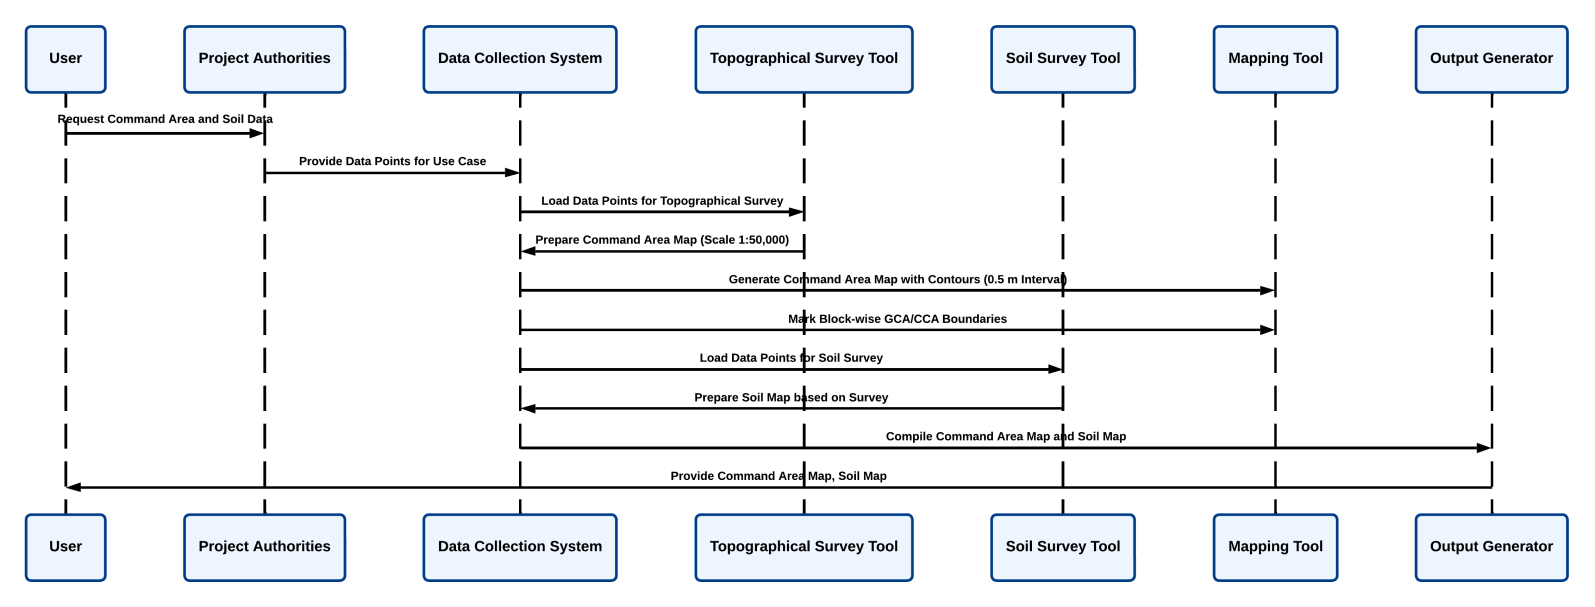 User
Project Authorities
Data Collection System
Topographical Survey Tool
Soil Survey Tool
Mapping Tool
Output Generator
Request Command Area and Soil Data
Provide Data Points for Use Case
Load Data Points for Topographical Survey
Prepare Command Area Map (Scale 1:50,000)
Generate Command Area Map with Contours (0.5 m Interval)
Mark Block-wise GCA/CCA Boundaries
Load Data Points for Soil Survey
Prepare Soil Map based on Survey
Compile Command Area Map and Soil Map
Provide Command Area Map, Soil Map
User
Project Authorities
Data Collection System
Topographical Survey Tool
Soil Survey Tool
Mapping Tool
Output Generator